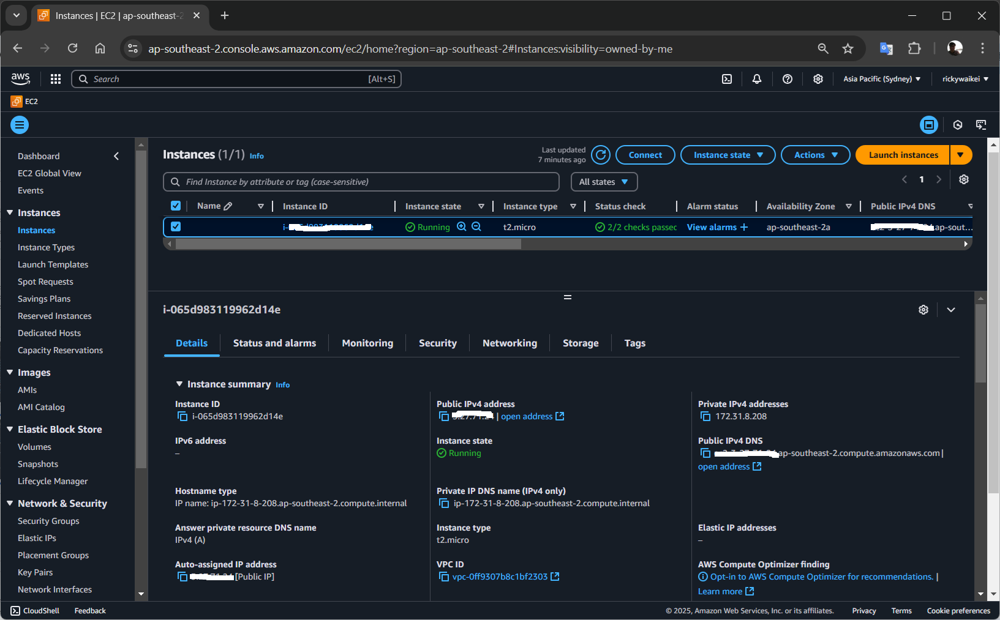 Instances | EC2 | ap-southeast-2
ap-southeast-2.console.aws.amazon.com/ec2/home?region=ap-southeast-2#Instances:visibility=owned-by-me
aws
Search [Alt+S]
Asia Pacific (Sydney)
rickywaikei
EC2
Dashboard
EC2 Global View
Events
Instances
Instances
Instance Types
Launch Templates
Spot Requests
Savings Plans
Reserved Instances
Dedicated Hosts
Capacity Reservations
Images
AMIs
AMI Catalog
Elastic Block Store
Volumes
Snapshots
Lifecycle Manager
Network & Security
Security Groups
Elastic IPs
Placement Groups
Key Pairs
Network Interfaces
Instances (1/1) Info
Last updated
7 minutes ago
Connect
Instance state
Actions
Launch instances
Find Instance by attribute or tag (case-sensitive)
All states
1
Name Instance ID Instance state Instance type Status check Alarm status Availability Zone Public IPv4 DNS
Running t2.micro 2/2 checks passec View alarms + ap-southeast-2a .ap-sout...
i-065d983119962d14e
Details Status and alarms Monitoring Security Networking Storage Tags
Instance summary Info
Instance ID
i-065d983119962d14e
Public IPv4 address
| open address
Private IPv4 addresses
172.31.8.208
IPv6 address
–
Instance state
Running
Public IPv4 DNS
ap-southeast-2.compute.amazonaws.com |
open address
Hostname type
IP name: ip-172-31-8-208.ap-southeast-2.compute.internal
Private IP DNS name (IPv4 only)
ip-172-31-8-208.ap-southeast-2.compute.internal
Answer private resource DNS name
IPv4 (A)
Instance type
t2.micro
Elastic IP addresses
–
Auto-assigned IP address
[Public IP]
VPC ID
vpc-0ff9307b8c1bf2303
AWS Compute Optimizer finding
Opt-in to AWS Compute Optimizer for recommendations. |
Learn more
CloudShell Feedback
© 2025, Amazon Web Services, Inc. or its affiliates. Privacy Terms Cookie preferences